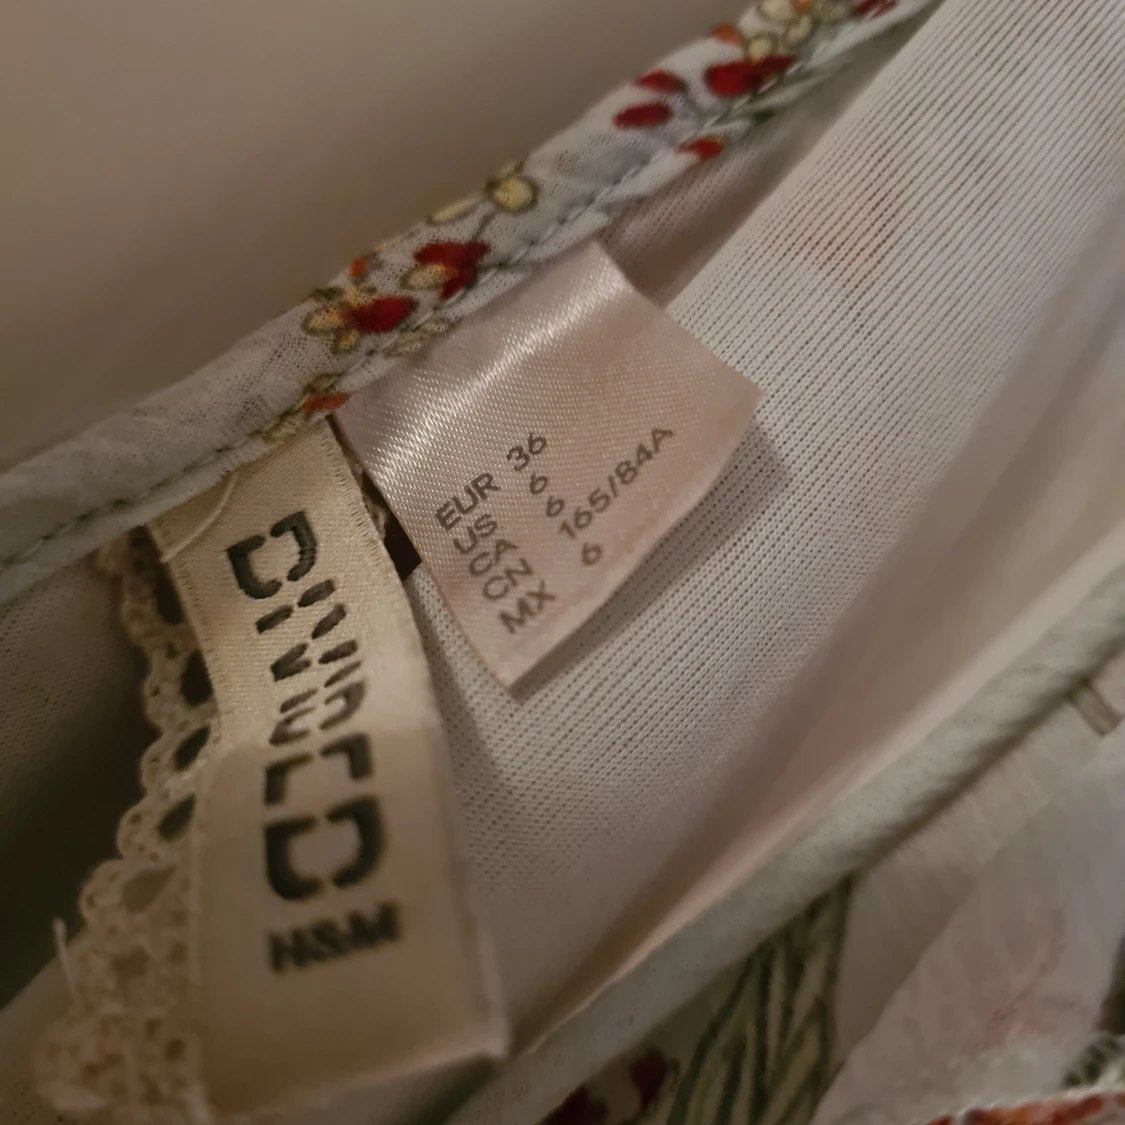 DIVIDED
H&M
EUR 36
US 6
CA 6
CN 165/84A
MX 6